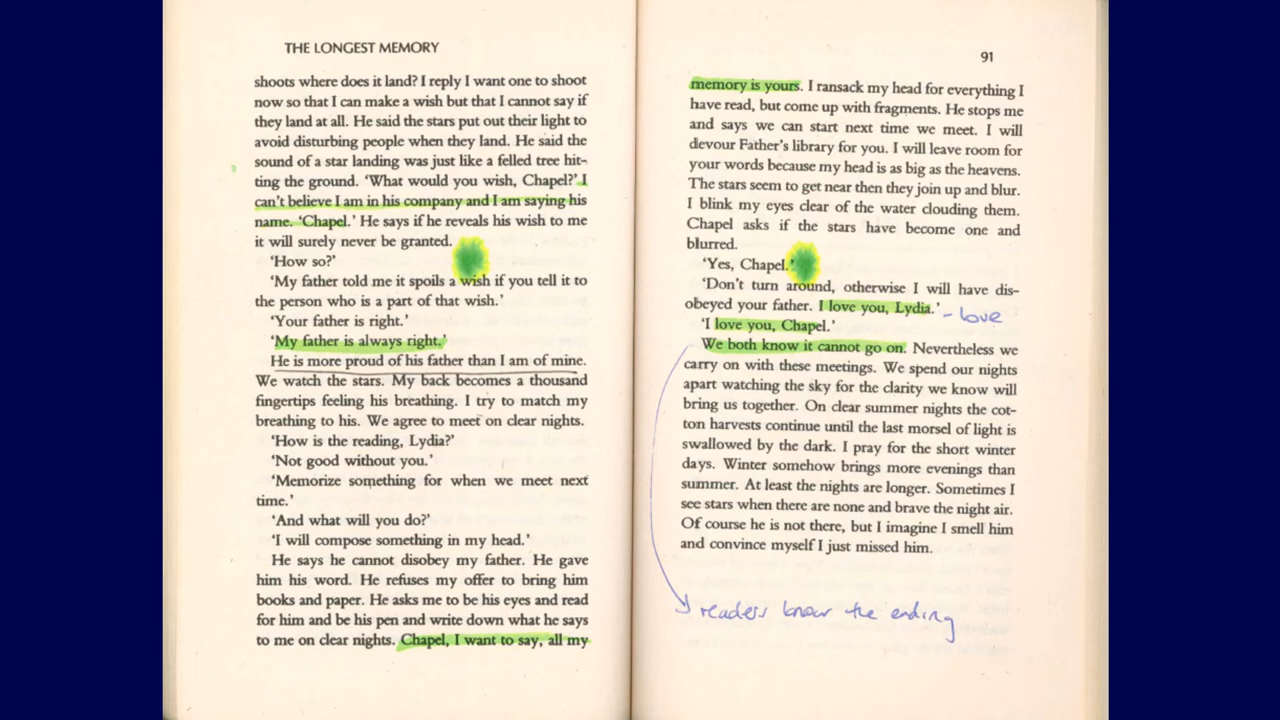 THE LONGEST MEMORY
shoots where does it land? I reply I want one to shoot
now so that I can make a wish but that I cannot say if
they land at all. He said the stars put out their light to
avoid disturbing people when they land. He said the
sound of a star landing was just like a felled tree hit-
ting the ground. ‘What would you wish, Chapel?’ I
can’t believe I am in his company and I am saying his
name. ‘Chapel.’ He says if he reveals his wish to me
it will surely never be granted.
‘How so?’
‘My father told me it spoils a wish if you tell it to
the person who is a part of that wish.’
‘Your father is right.’
‘My father is always right.’
He is more proud of his father than I am of mine.
We watch the stars. My back becomes a thousand
fingertips feeling his breathing. I try to match my
breathing to his. We agree to meet on clear nights.
‘How is the reading, Lydia?’
‘Not good without you.’
‘Memorize something for when we meet next
time.’
‘And what will you do?’
‘I will compose something in my head.’
He says he cannot disobey my father. He gave
him his word. He refuses my offer to bring him
books and paper. He asks me to be his eyes and read
for him and be his pen and write down what he says
to me on clear nights. Chapel, I want to say, all my
91
memory is yours. I ransack my head for everything I
have read, but come up with fragments. He stops me
and says we can start next time we meet. I will
devour Father’s library for you. I will leave room for
your words because my head is as big as the heavens.
The stars seem to get near then they join up and blur.
I blink my eyes clear of the water clouding them.
Chapel asks if the stars have become one and
blurred.
‘Yes, Chapel.’
‘Don’t turn around, otherwise I will have dis-
obeyed your father. I love you, Lydia.’ - love
‘I love you, Chapel.’
We both know it cannot go on. Nevertheless we
carry on with these meetings. We spend our nights
apart watching the sky for the clarity we know will
bring us together. On clear summer nights the cot-
ton harvests continue until the last morsel of light is
swallowed by the dark. I pray for the short winter
days. Winter somehow brings more evenings than
summer. At least the nights are longer. Sometimes I
see stars when there are none and brave the night air.
Of course he is not there, but I imagine I smell him
and convince myself I just missed him.
readers know the ending